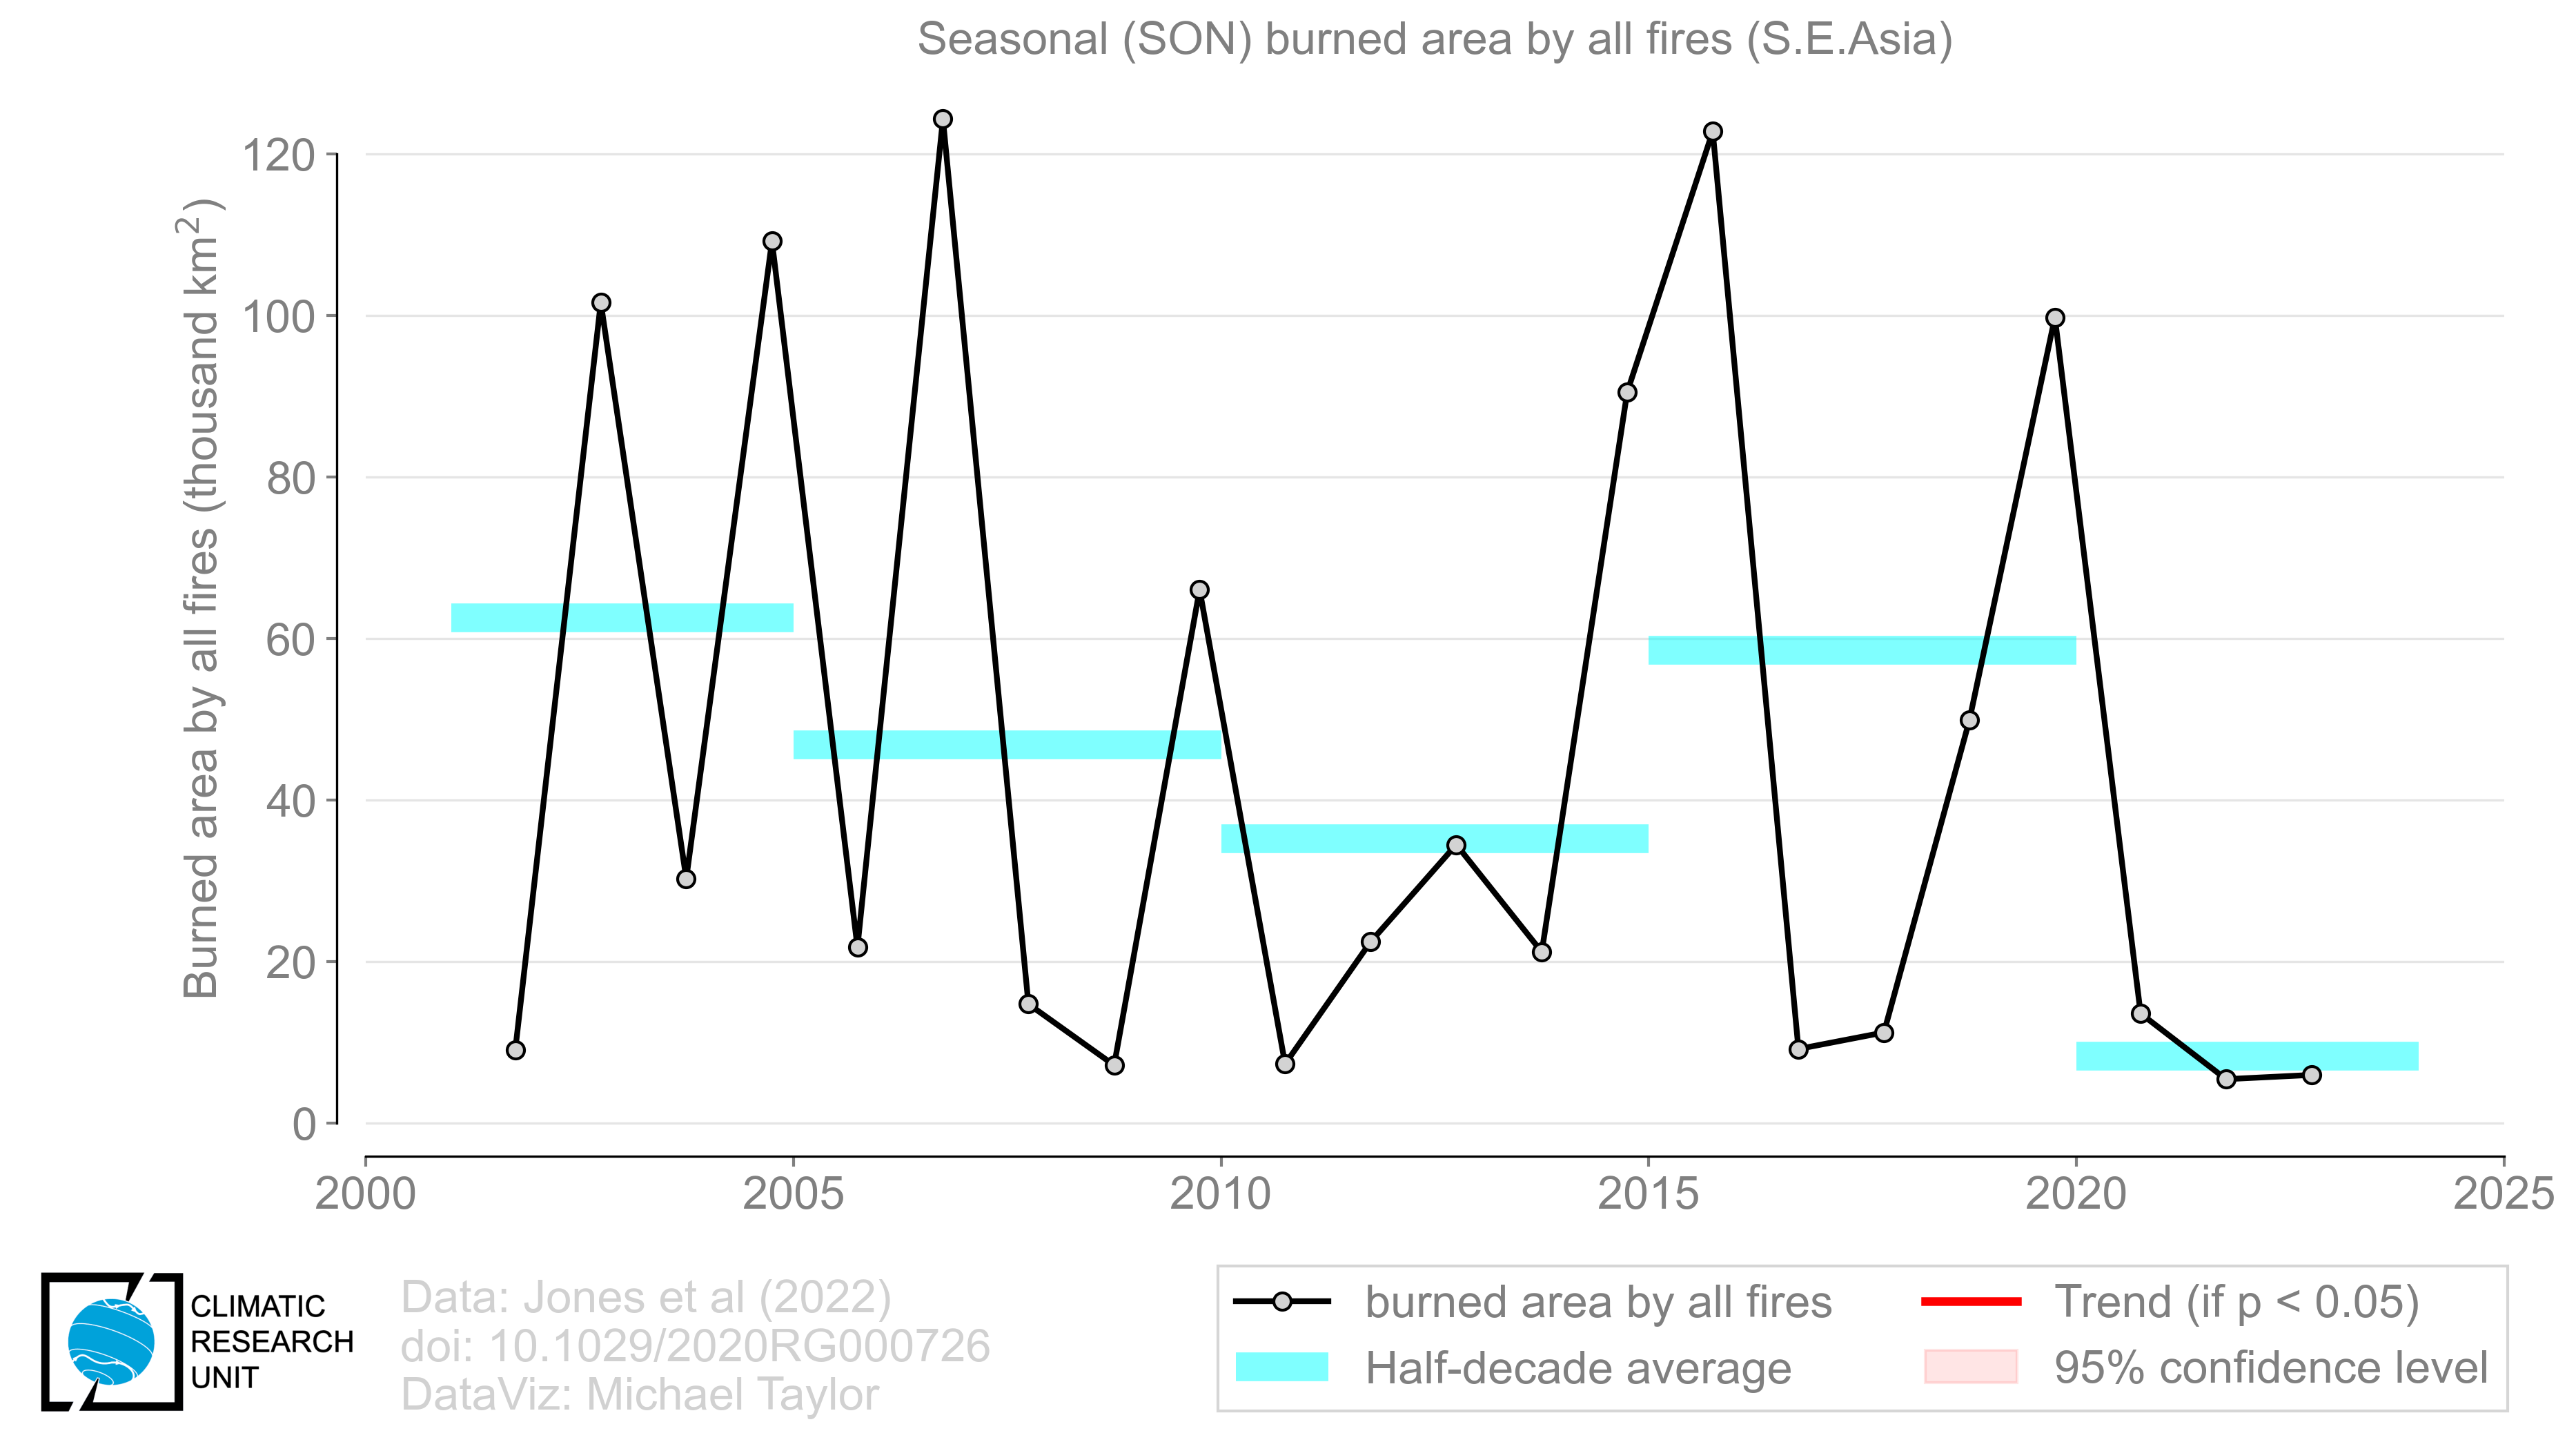 Seasonal (SON) burned area by all fires (S.E.Asia)
Burned area by all fires (thousand km²)
120
100
80
60
40
20
0
2000
2005
2010
2015
2020
2025
CLIMATIC
RESEARCH
UNIT
Data: Jones et al (2022)
doi: 10.1029/2020RG000726
DataViz: Michael Taylor
burned area by all fires
Half-decade average
Trend (if p < 0.05)
95% confidence level